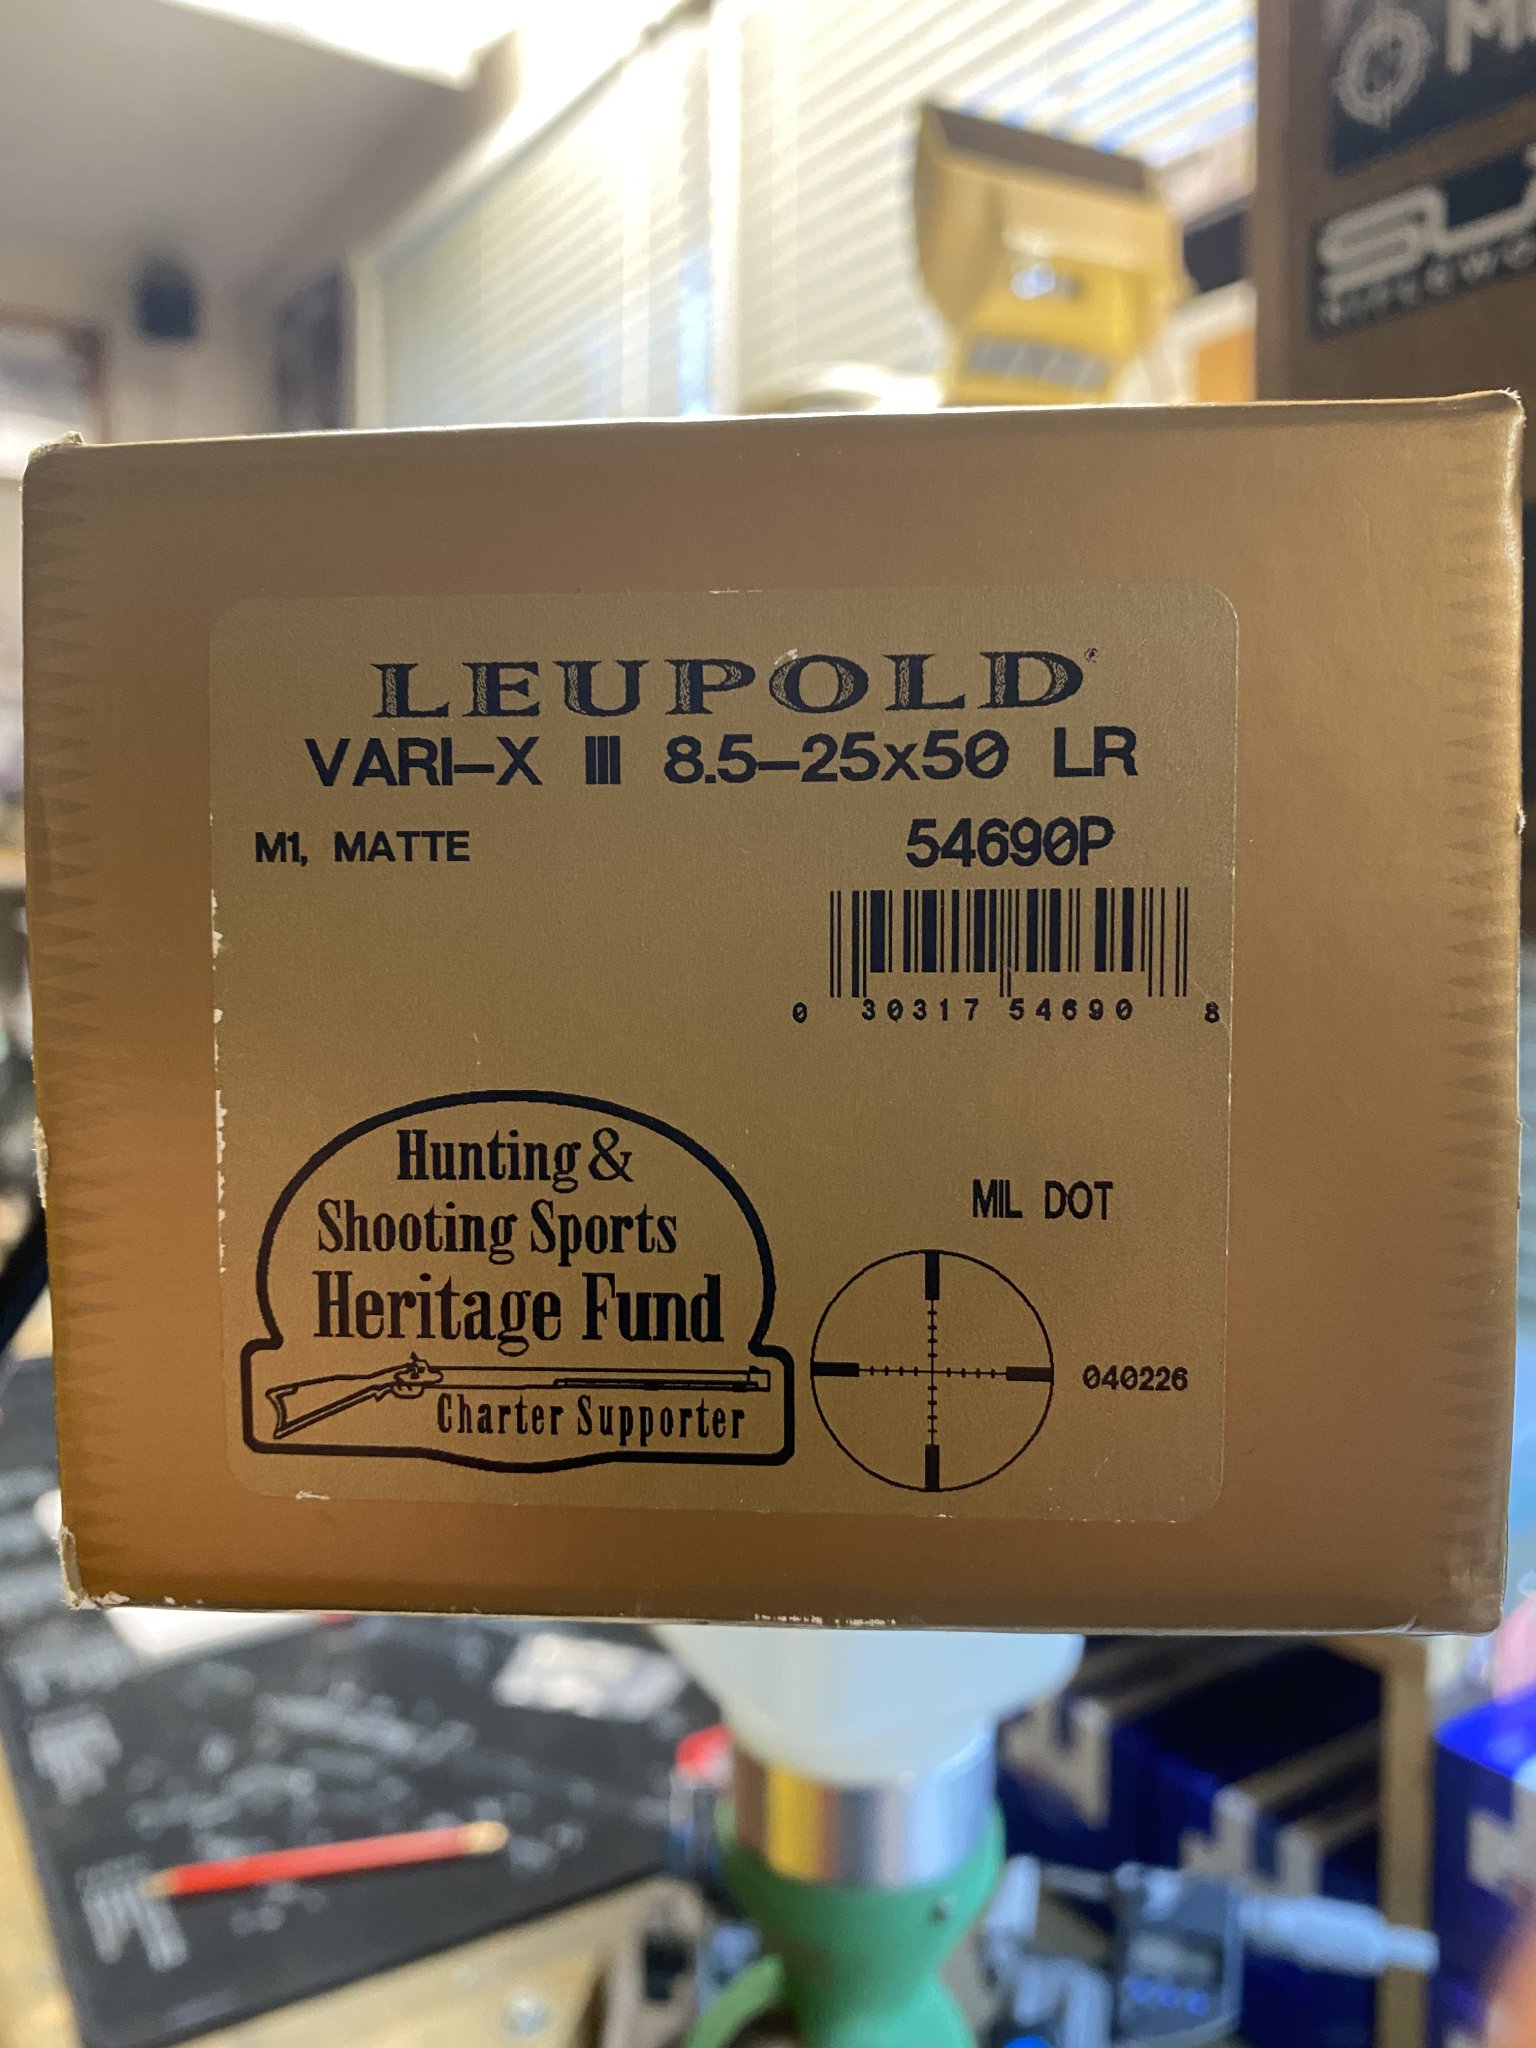 LEUPOLD®
VARI-X III 8.5-25x50 LR
M1, MATTE
54690P
0 30317 54690 8
Hunting &
Shooting Sports
Heritage Fund
Charter Supporter
MIL DOT
040226